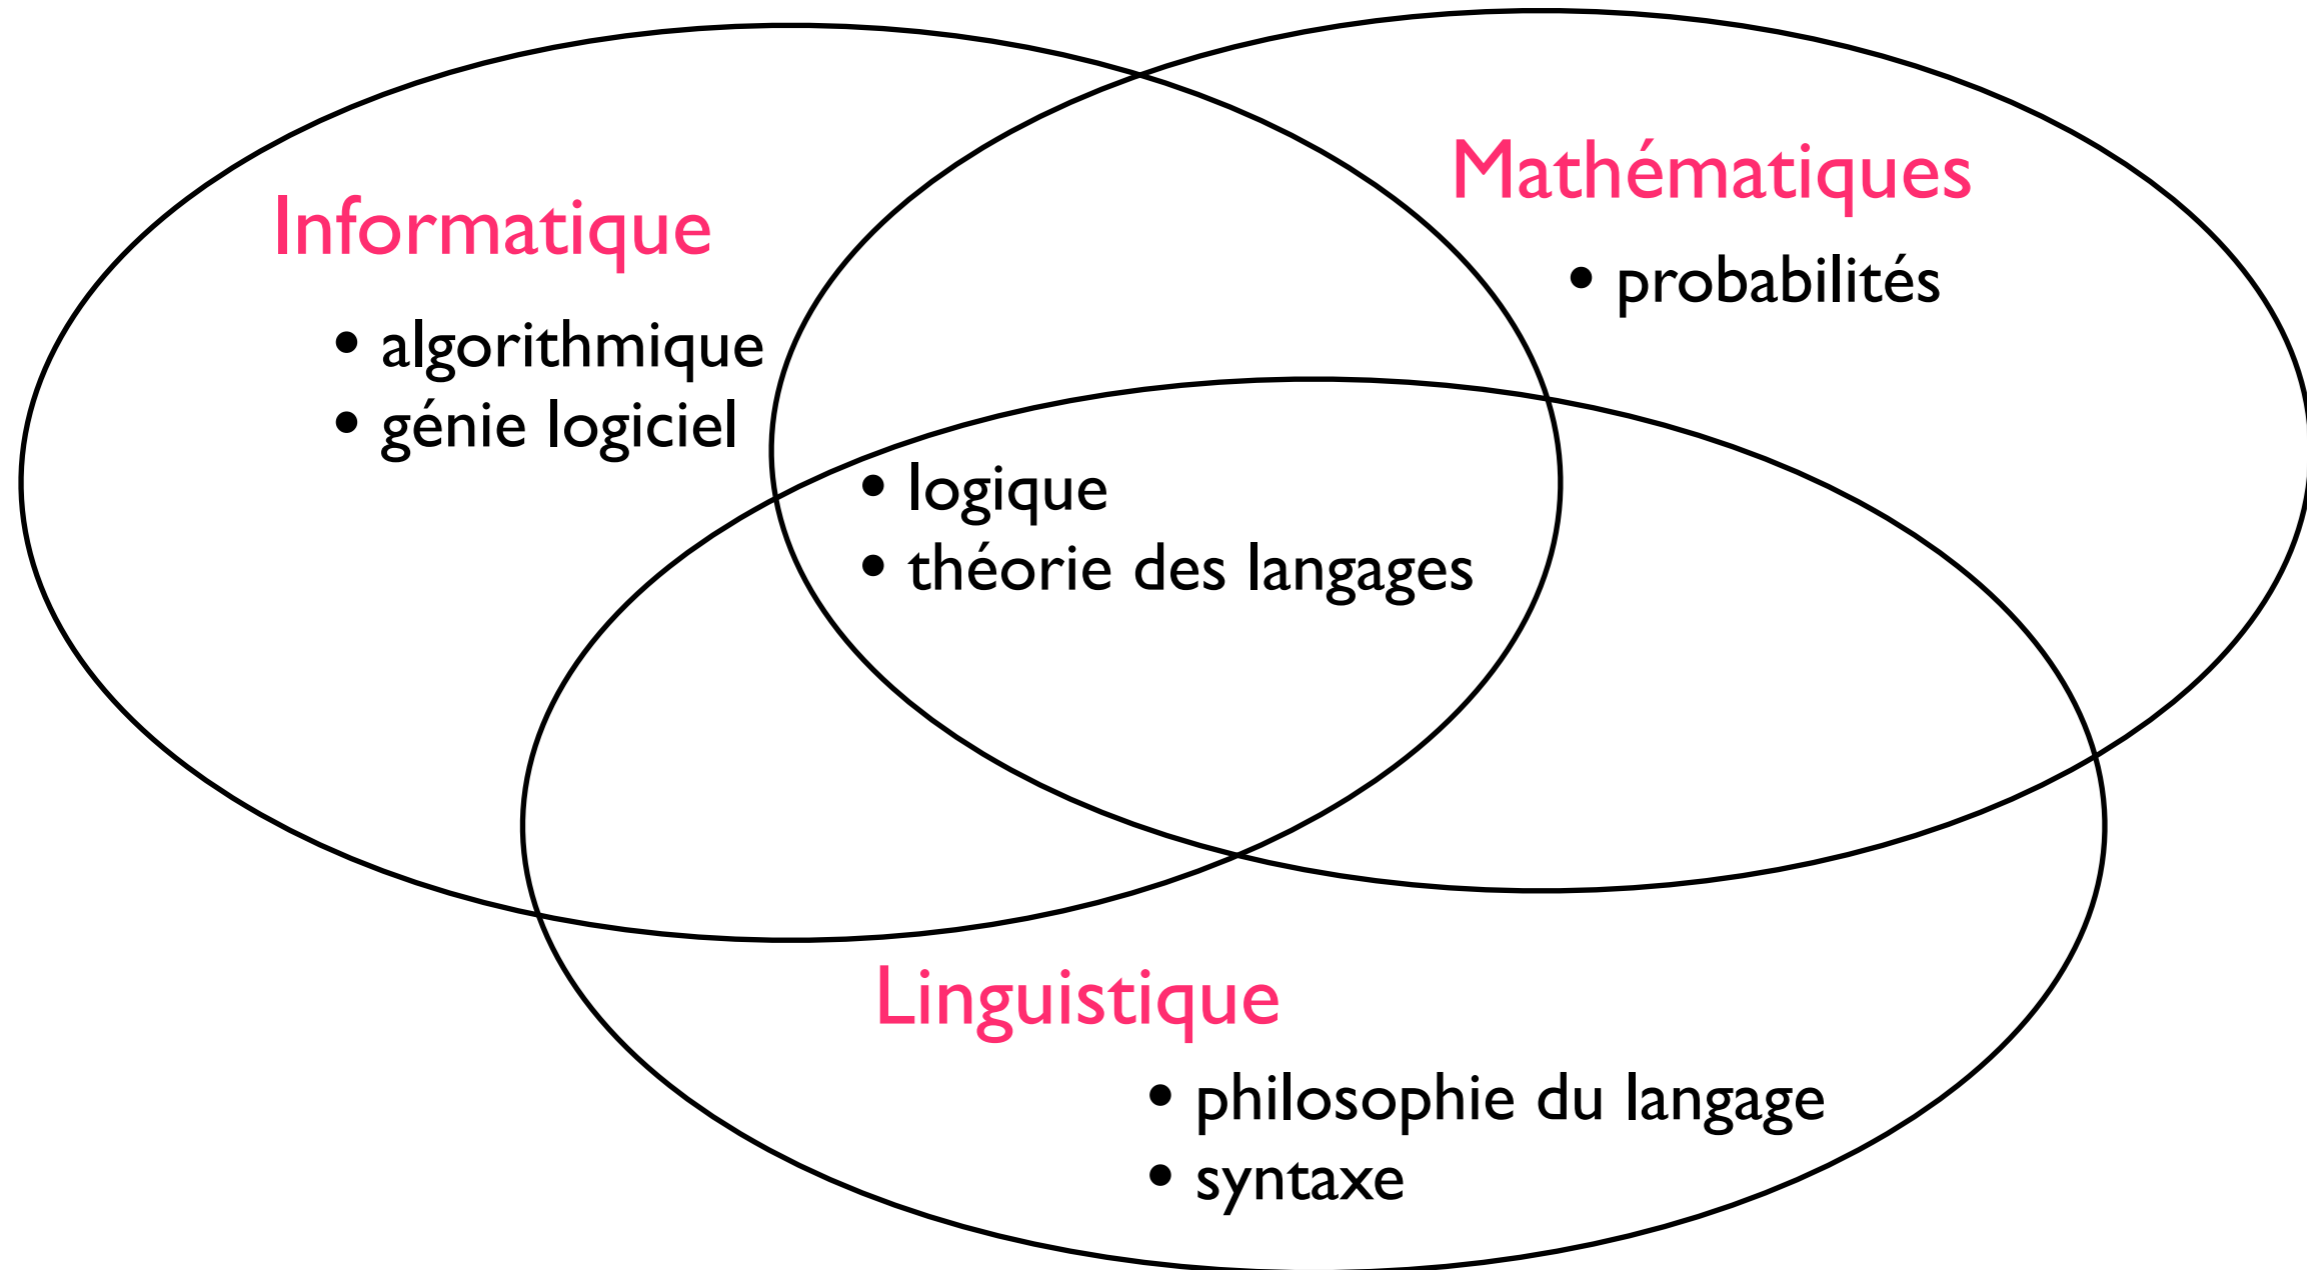 Informatique
• algorithmique
• génie logiciel
Mathématiques
• probabilités
• logique
• théorie des langages
Linguistique
• philosophie du langage
• syntaxe